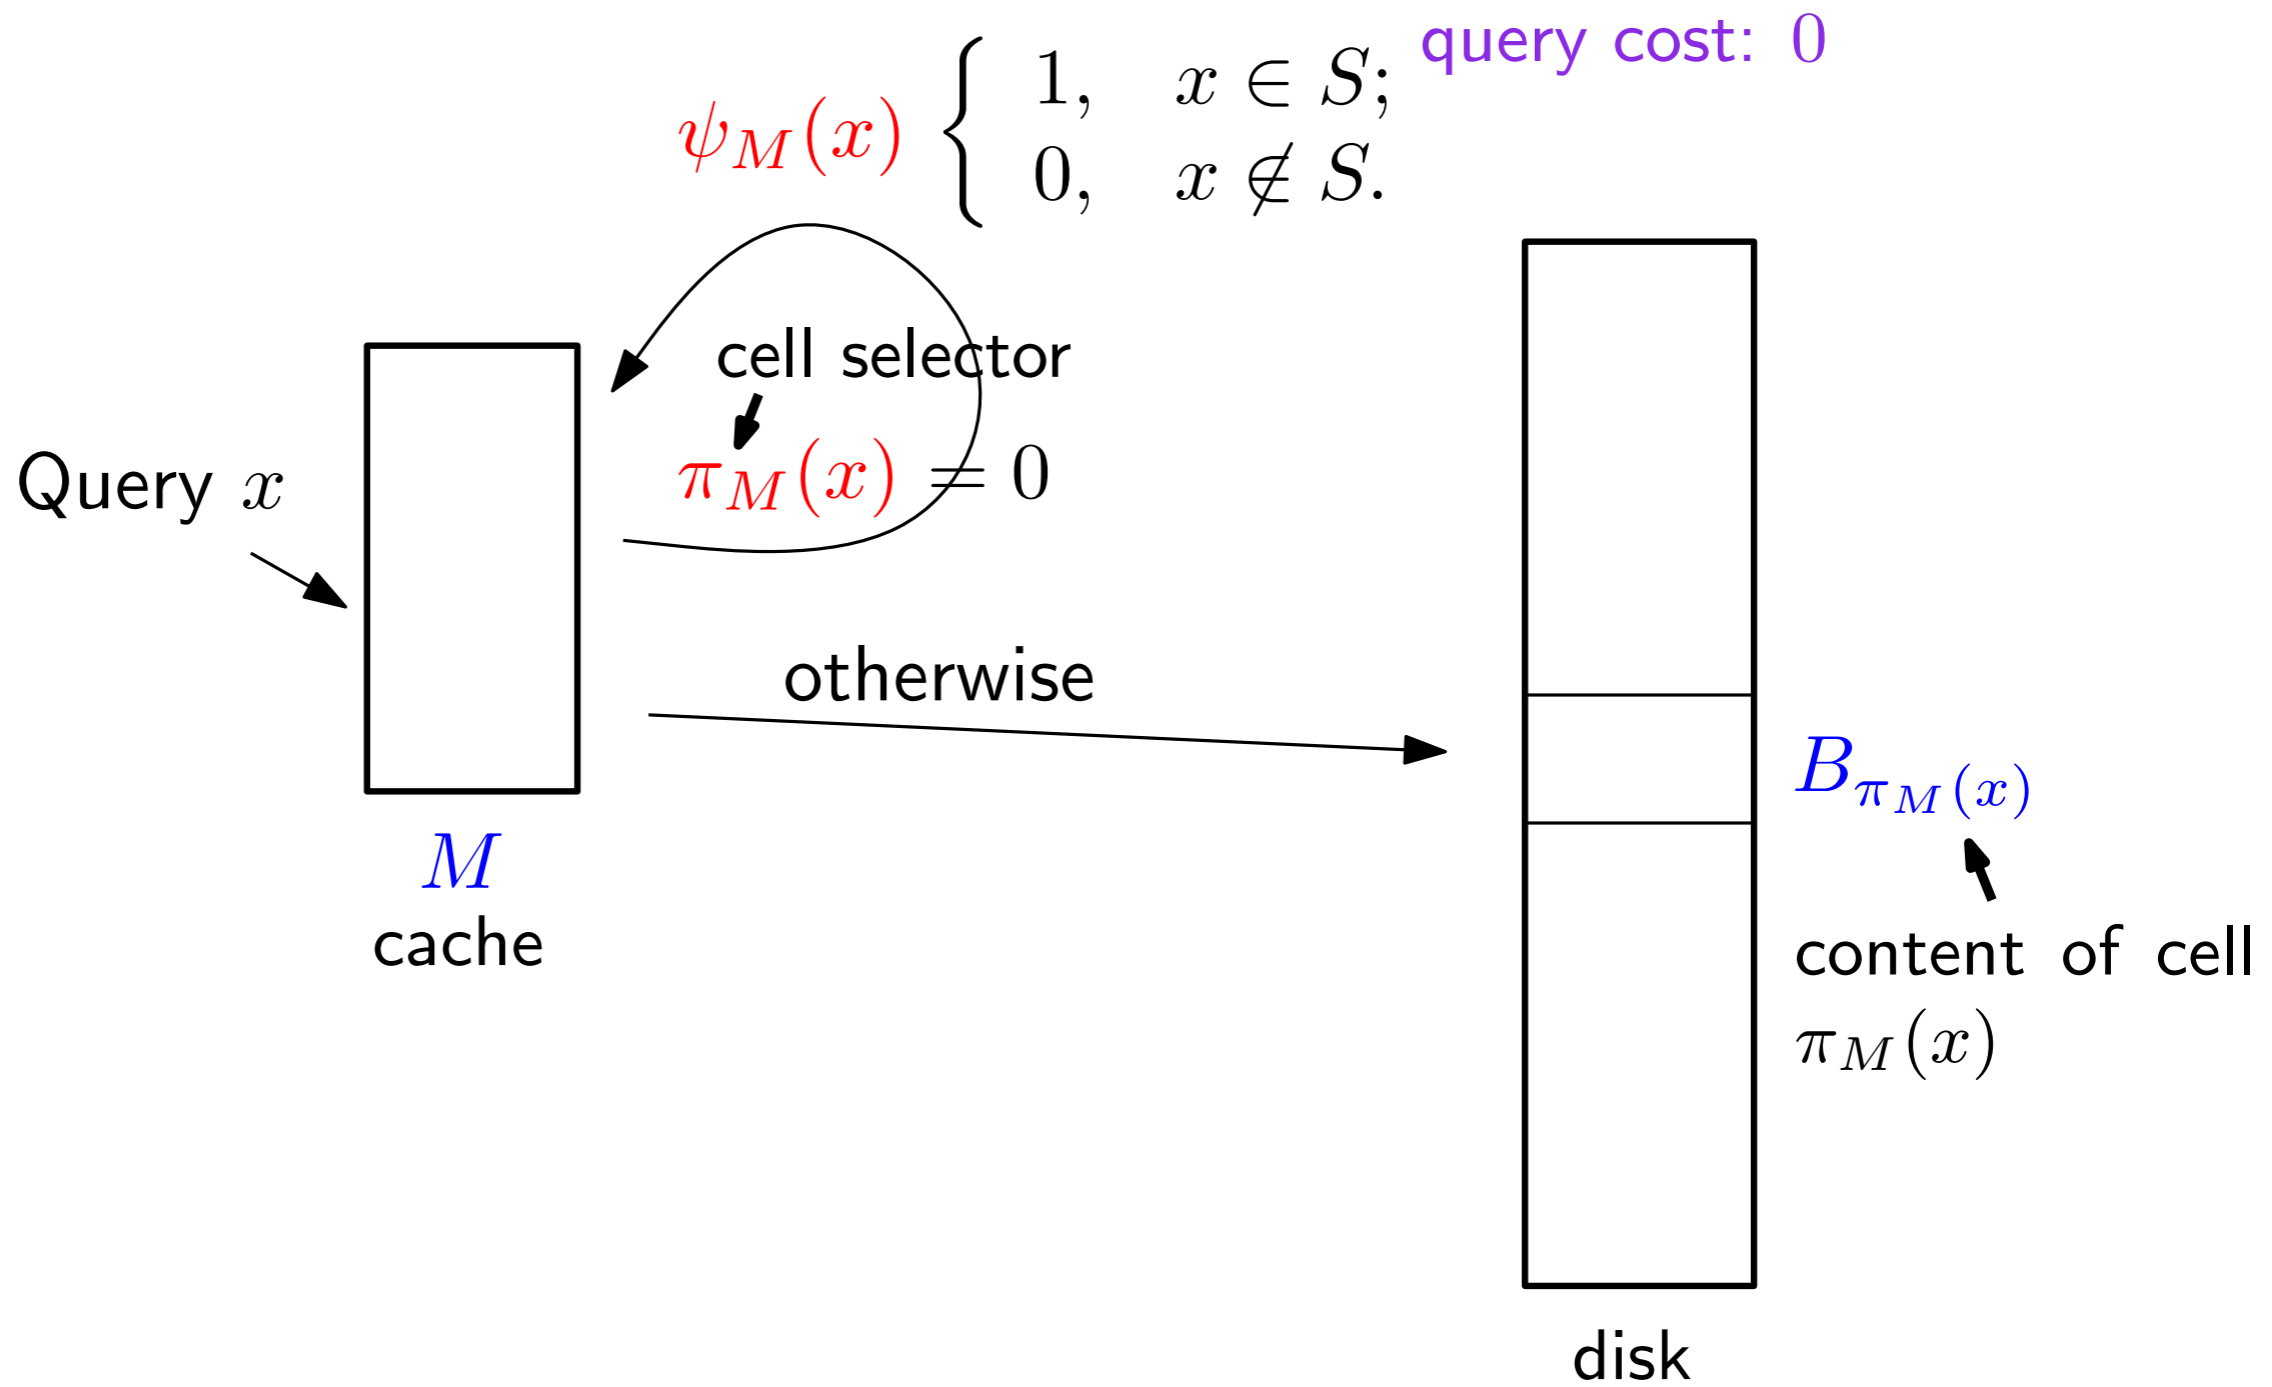 query cost: 0
ψ_M(x) { 1, x ∈ S;
0, x ∉ S.
cell selector
π_M(x) = 0
Query x
otherwise
B_{π_M(x)}
M
cache
content of cell
π_M(x)
disk